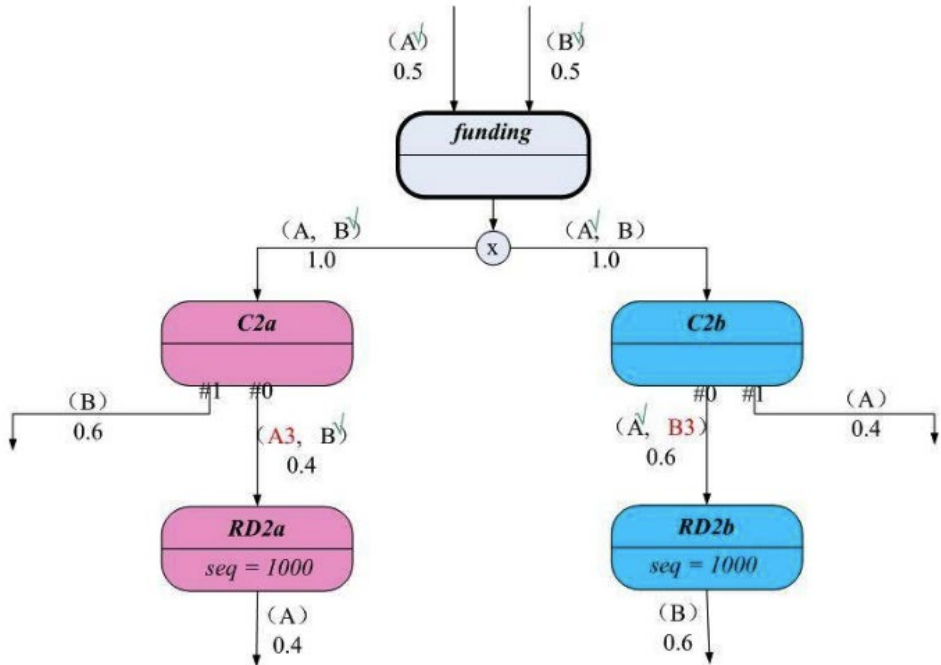 (A√)
(B√)
0.5
0.5
funding
(A, B√)
x
(A√, B)
1.0
1.0
C2a
C2b
#1
#0
#0
#1
(B)
0.6
(A3, B√)
0.4
(A√, B3)
0.6
(A)
0.4
RD2a
seq = 1000
RD2b
seq = 1000
(A)
0.4
(B)
0.6